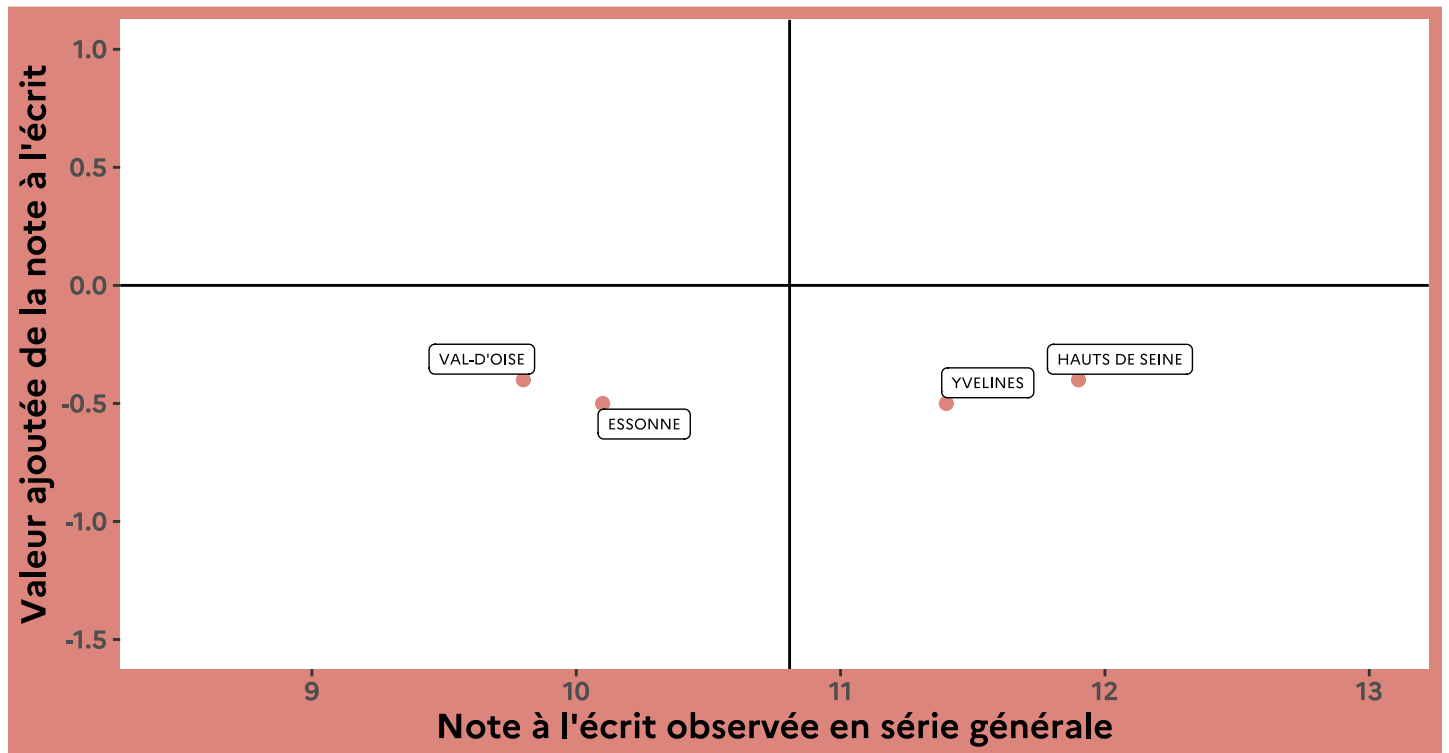 Valeur ajoutée de la note à l'écrit
1.0
0.5
0.0
-0.5
-1.0
-1.5
VAL-D'OISE
HAUTS DE SEINE
YVELINES
ESSONNE
9
10
11
12
13
Note à l'écrit observée en série générale